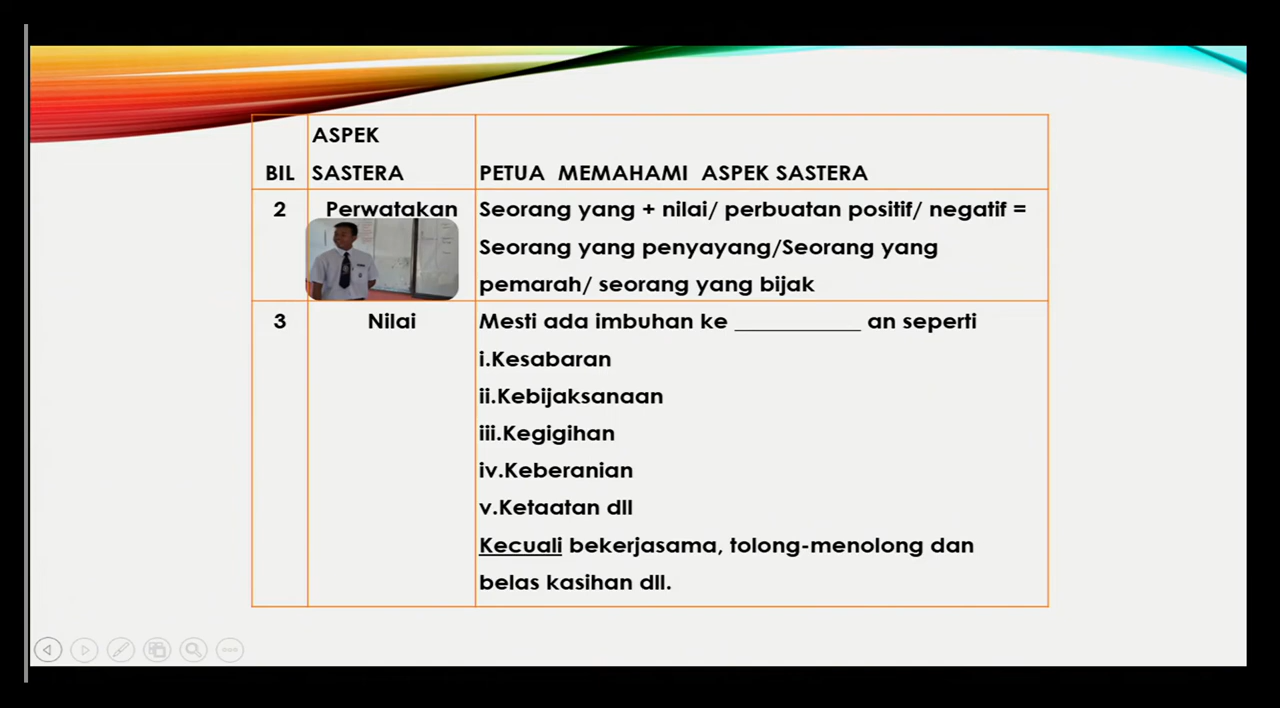 ASPEK
BIL SASTERA PETUA MEMAHAMI ASPEK SASTERA
2 Perwatakan Seorang yang + nilai/ perbuatan positif/ negatif =
Seorang yang penyayang/Seorang yang
pemarah/ seorang yang bijak
3 Nilai Mesti ada imbuhan ke ___________ an seperti
i.Kesabaran
ii.Kebijaksanaan
iii.Kegigihan
iv.Keberanian
v.Ketaatan dll
Kecuali bekerjasama, tolong-menolong dan
belas kasihan dll.